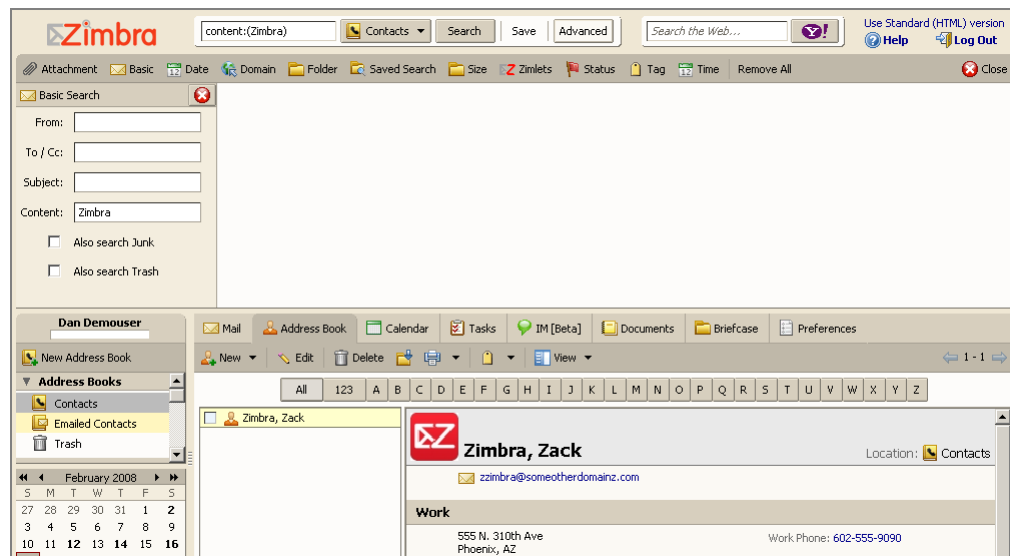 Zimbra
content:(Zimbra) Contacts Search Save Advanced Search the Web... Y! Use Standard (HTML) version
Help Log Out
Attachment Basic 12 Date Domain Folder Saved Search Size Z Zimlets Status Tag 12 Time Remove All Close
Basic Search
From:
To / Cc:
Subject:
Content: Zimbra
Also search Junk
Also search Trash
Dan Demouser
Mail Address Book 12 Calendar Tasks IM [Beta] Documents Briefcase Preferences
New Address Book
New Edit Delete View 1 - 1
Address Books
Contacts
Emailed Contacts
Trash
All 123 A B C D E F G H I J K L M N O P Q R S T U V W X Y Z
Zimbra, Zack
Z
Zimbra, Zack
Location: Contacts
zzimbra@someotherdomainz.com
Work
555 N. 310th Ave
Phoenix, AZ
Work Phone: 602-555-9090
February 2008
S M T W T F S
27 28 29 30 31 1 2
3 4 5 6 7 8 9
10 11 12 13 14 15 16